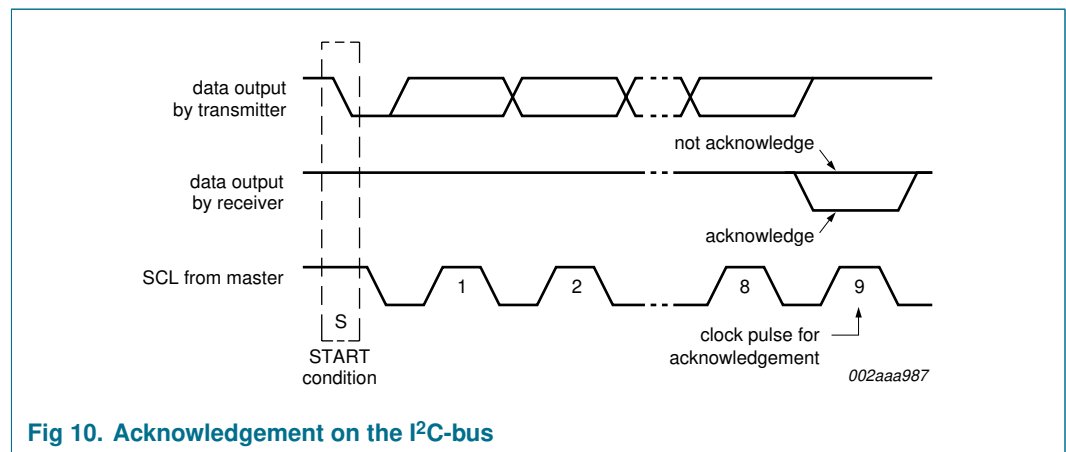 data output
by transmitter
not acknowledge
data output
by receiver
acknowledge
SCL from master
1
2
8
9
S
START
condition
clock pulse for
acknowledgement
002aaa987
Fig 10. Acknowledgement on the I²C-bus